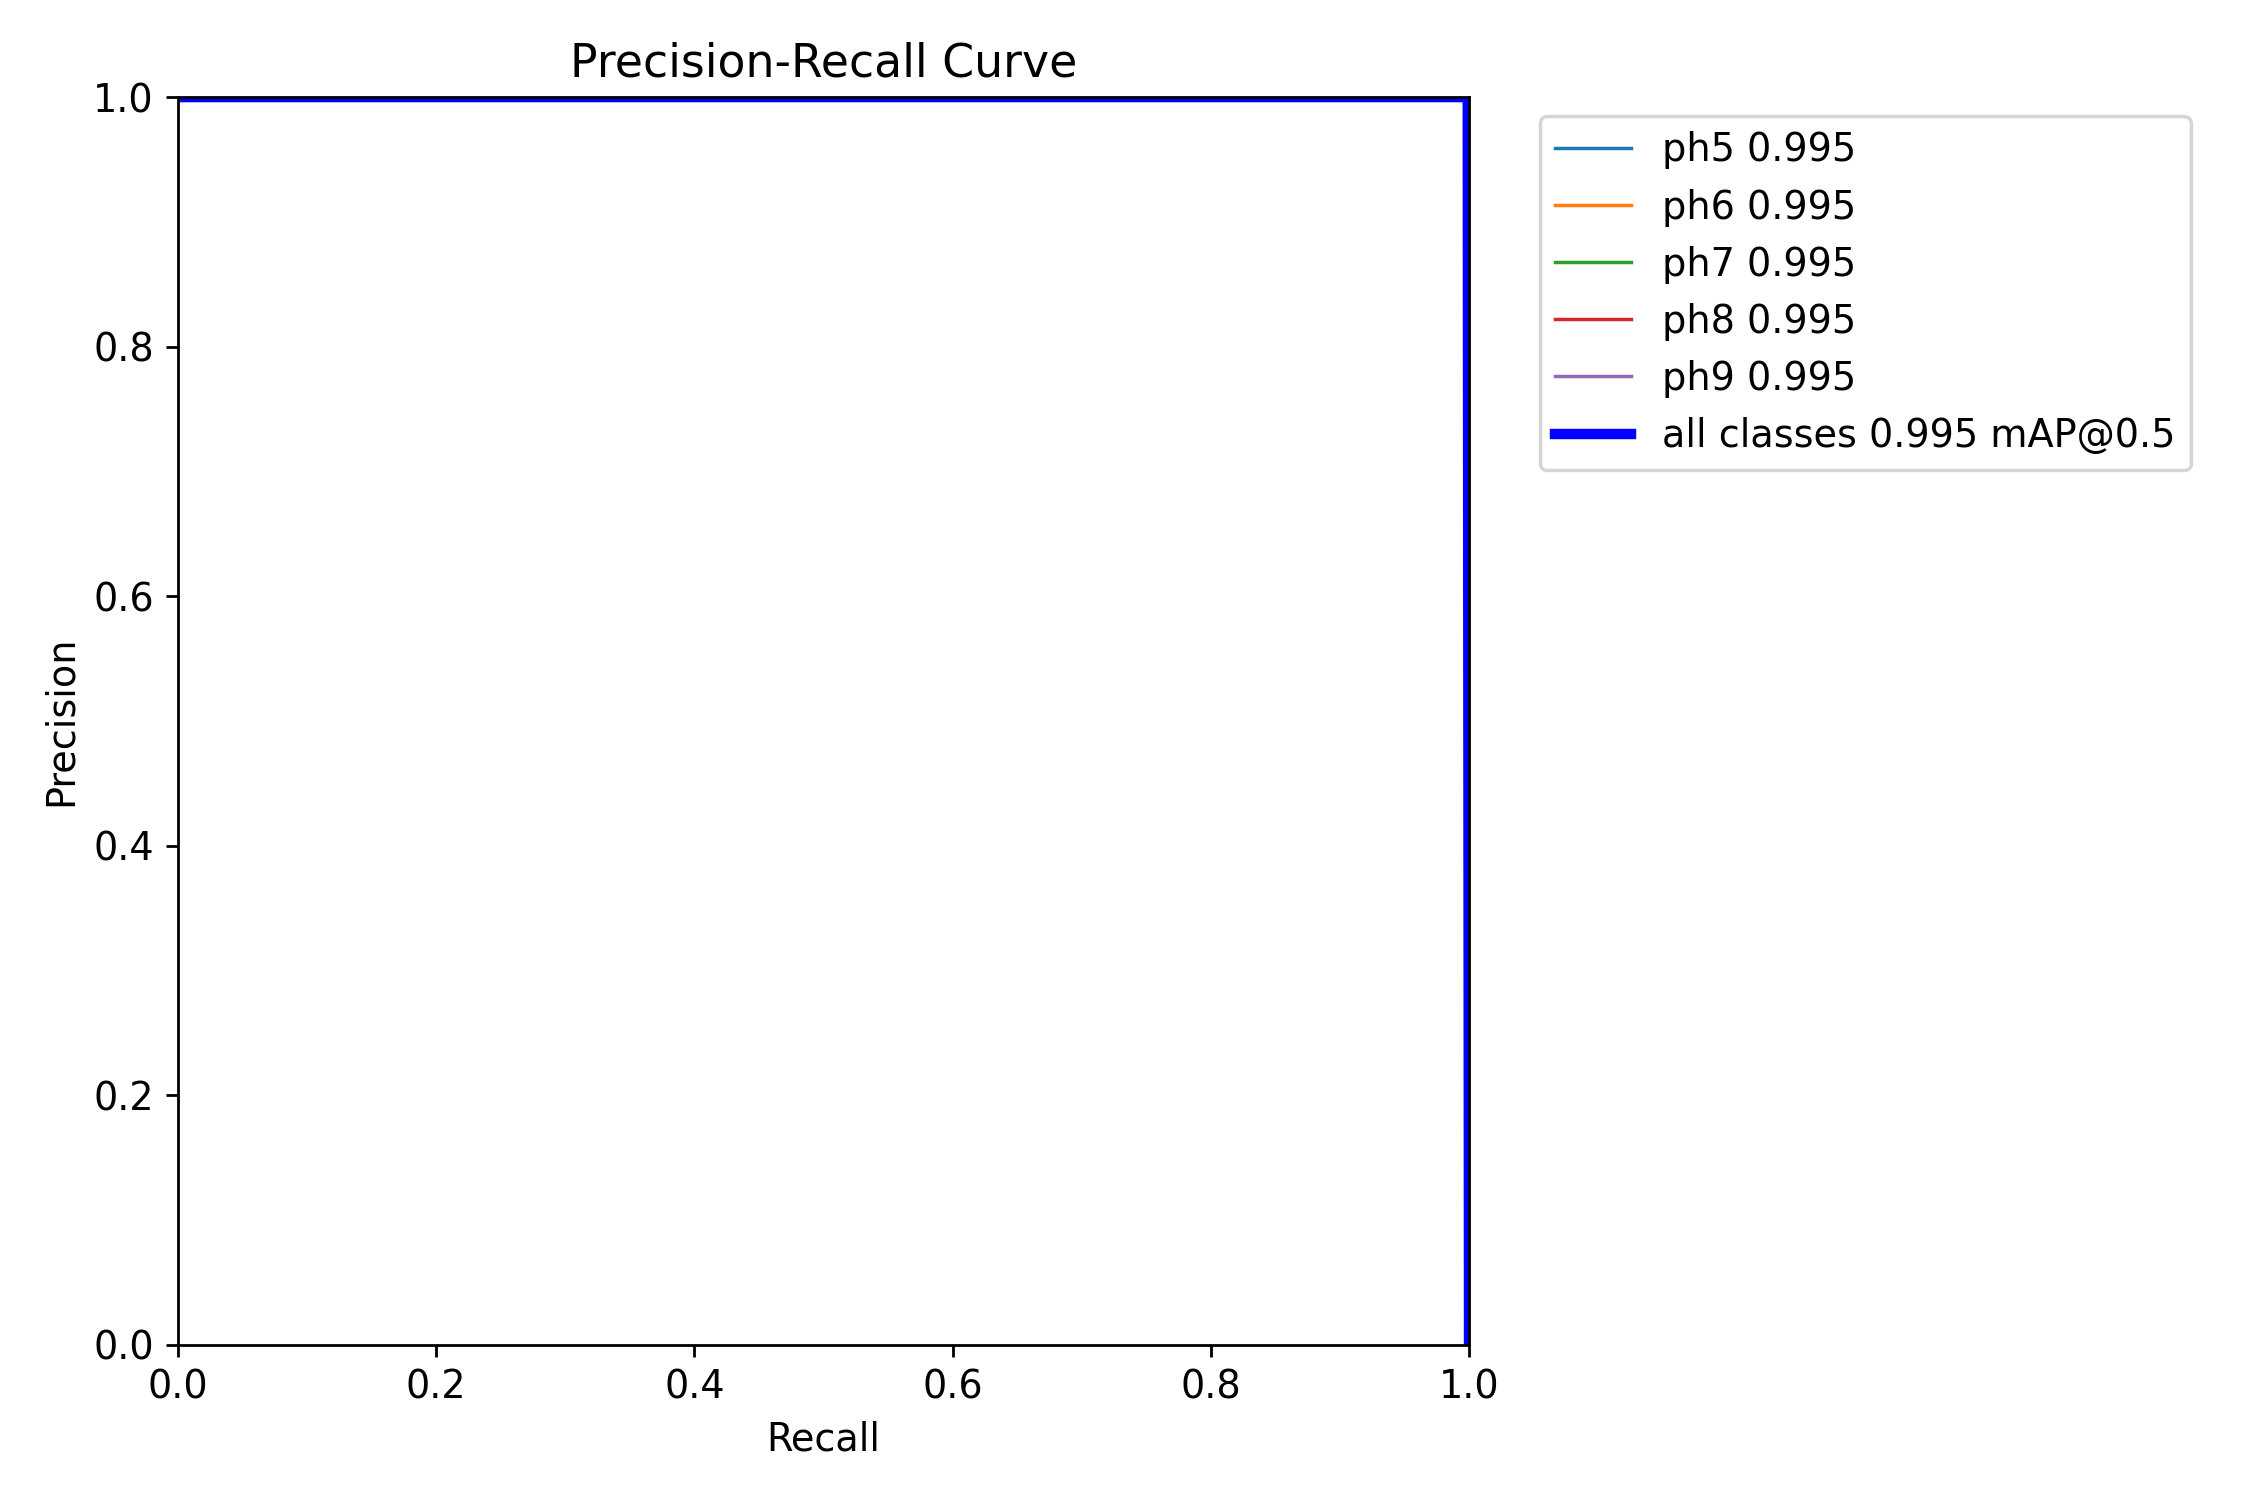 Precision-Recall Curve
1.0
0.8
0.6
0.4
0.2
0.0
Precision
0.0 0.2 0.4 0.6 0.8 1.0
Recall
ph5 0.995
ph6 0.995
ph7 0.995
ph8 0.995
ph9 0.995
all classes 0.995 mAP@0.5